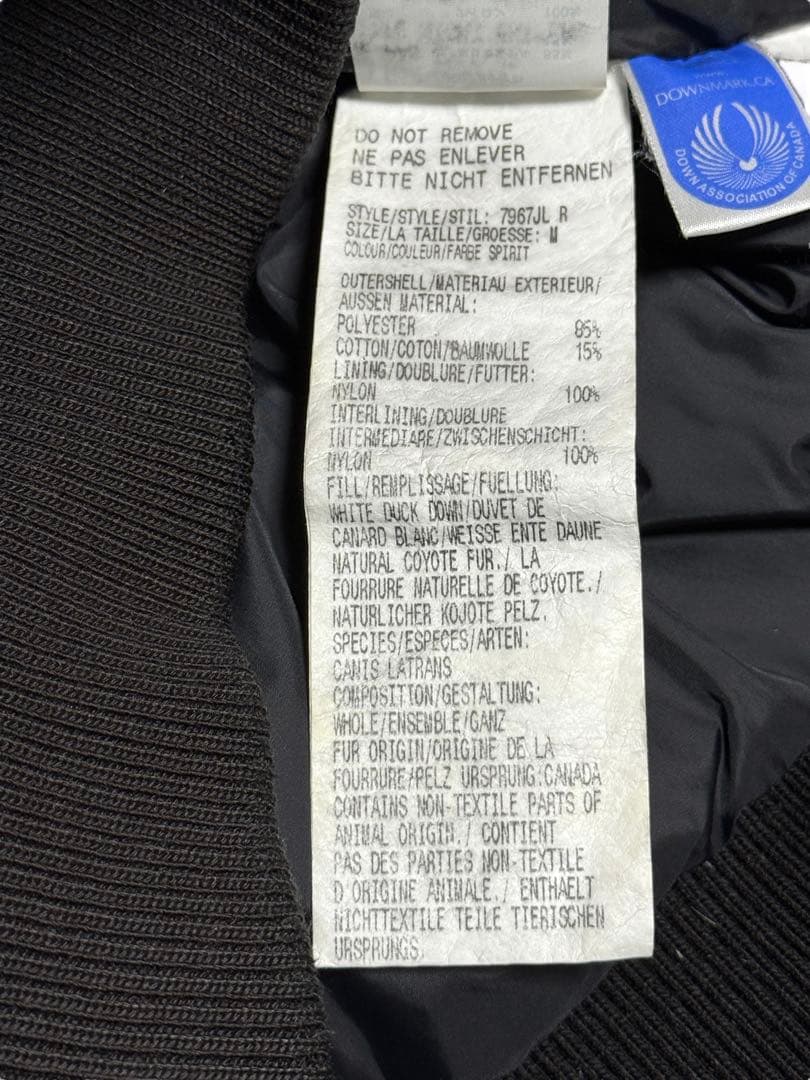 100%
DO NOT REMOVE
NE PAS ENLEVER
BITTE NICHT ENTFERNEN
STYLE/STYLE/STIL: 7967JL R
SIZE/LA TAILLE/GROESSE: M
COLOUR/COULEUR/FARBE SPIRIT
OUTERSHELL/MATERIAU EXTERIEUR/
AUSSEN MATERIAL:
POLYESTER 85%
COTTON/COTON/BAUMWOLLE 15%
LINING/DOUBLURE/FUTTER:
NYLON 100%
INTERLINING/DOUBLURE
INTERMEDIARE/ZWISCHENSCHICHT:
NYLON 100%
FILL/REMPLISSAGE/FUELLUNG:
WHITE DUCK DOWN/DUVET DE
CANARD BLANC/WEISSE ENTE DAUNE
NATURAL COYOTE FUR./ LA
FOURRURE NATURELLE DE COYOTE./
NATURLICHER KOJOTE PELZ.
SPECIES/ESPECES/ARTEN:
CANIS LATRANS
COMPOSITION/GESTALTUNG:
WHOLE/ENSEMBLE/GANZ
FUR ORIGIN/ORIGINE DE LA
FOURRURE/PELZ URSPRUNG:CANADA
CONTAINS NON-TEXTILE PARTS OF
ANIMAL ORIGIN./ CONTIENT
PAS DES PARTIES NON-TEXTILE
D ORIGINE ANIMALE./ ENTHAELT
NICHTTEXTILE TEILE TIERISCHEN
URSPRUNGS.
WWW.
DOWNMARK.CA
DOWN ASSOCIATION OF CANADA